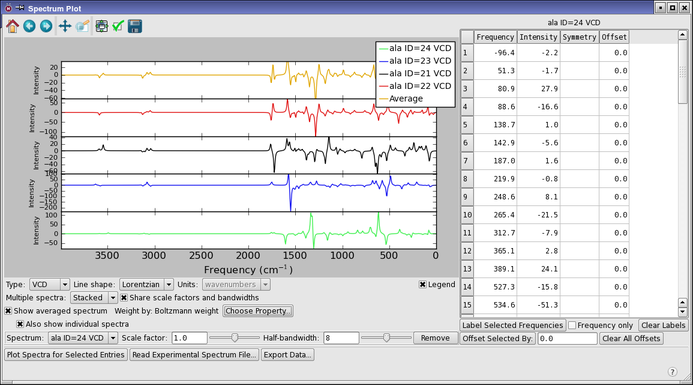 Spectrum Plot
ala ID=24 VCD
ala ID=23 VCD
ala ID=21 VCD
ala ID=22 VCD
Average
Intensity
20
0
-20
-40
-60
Intensity
50
0
-50
-100
Intensity
40
20
0
-20
-40
-60
Intensity
50
0
-50
-100
-150
-200
Intensity
100
50
0
-50
3500 3000 2500 2000 1500 1000 500 0
Frequency (cm⁻¹)
Type: VCD Line shape: Lorentzian Units: wavenumbers Legend
Multiple spectra: Stacked Share scale factors and bandwidths
Show averaged spectrum Weight by: Boltzmann weight Choose Property...
Also show individual spectra
Spectrum: ala ID=24 VCD Scale factor: 1.0 Half-bandwidth: 8 Remove
Plot Spectra for Selected Entries Read Experimental Spectrum File... Export Data...
ala ID=24 VCD
Frequency Intensity Symmetry Offset
1 -96.4 -2.2 0.0
2 51.3 -1.7 0.0
3 80.9 27.9 0.0
4 88.6 -16.6 0.0
5 138.7 1.0 0.0
6 142.9 -5.6 0.0
7 187.0 1.6 0.0
8 219.9 -0.8 0.0
9 248.6 8.1 0.0
10 265.4 -21.5 0.0
11 312.7 -7.9 0.0
12 365.1 2.8 0.0
13 389.1 24.1 0.0
14 527.3 -15.8 0.0
15 534.6 -51.3 0.0
Label Selected Frequencies Frequency only Clear Labels
Offset Selected By: 0.0 Clear All Offsets
?